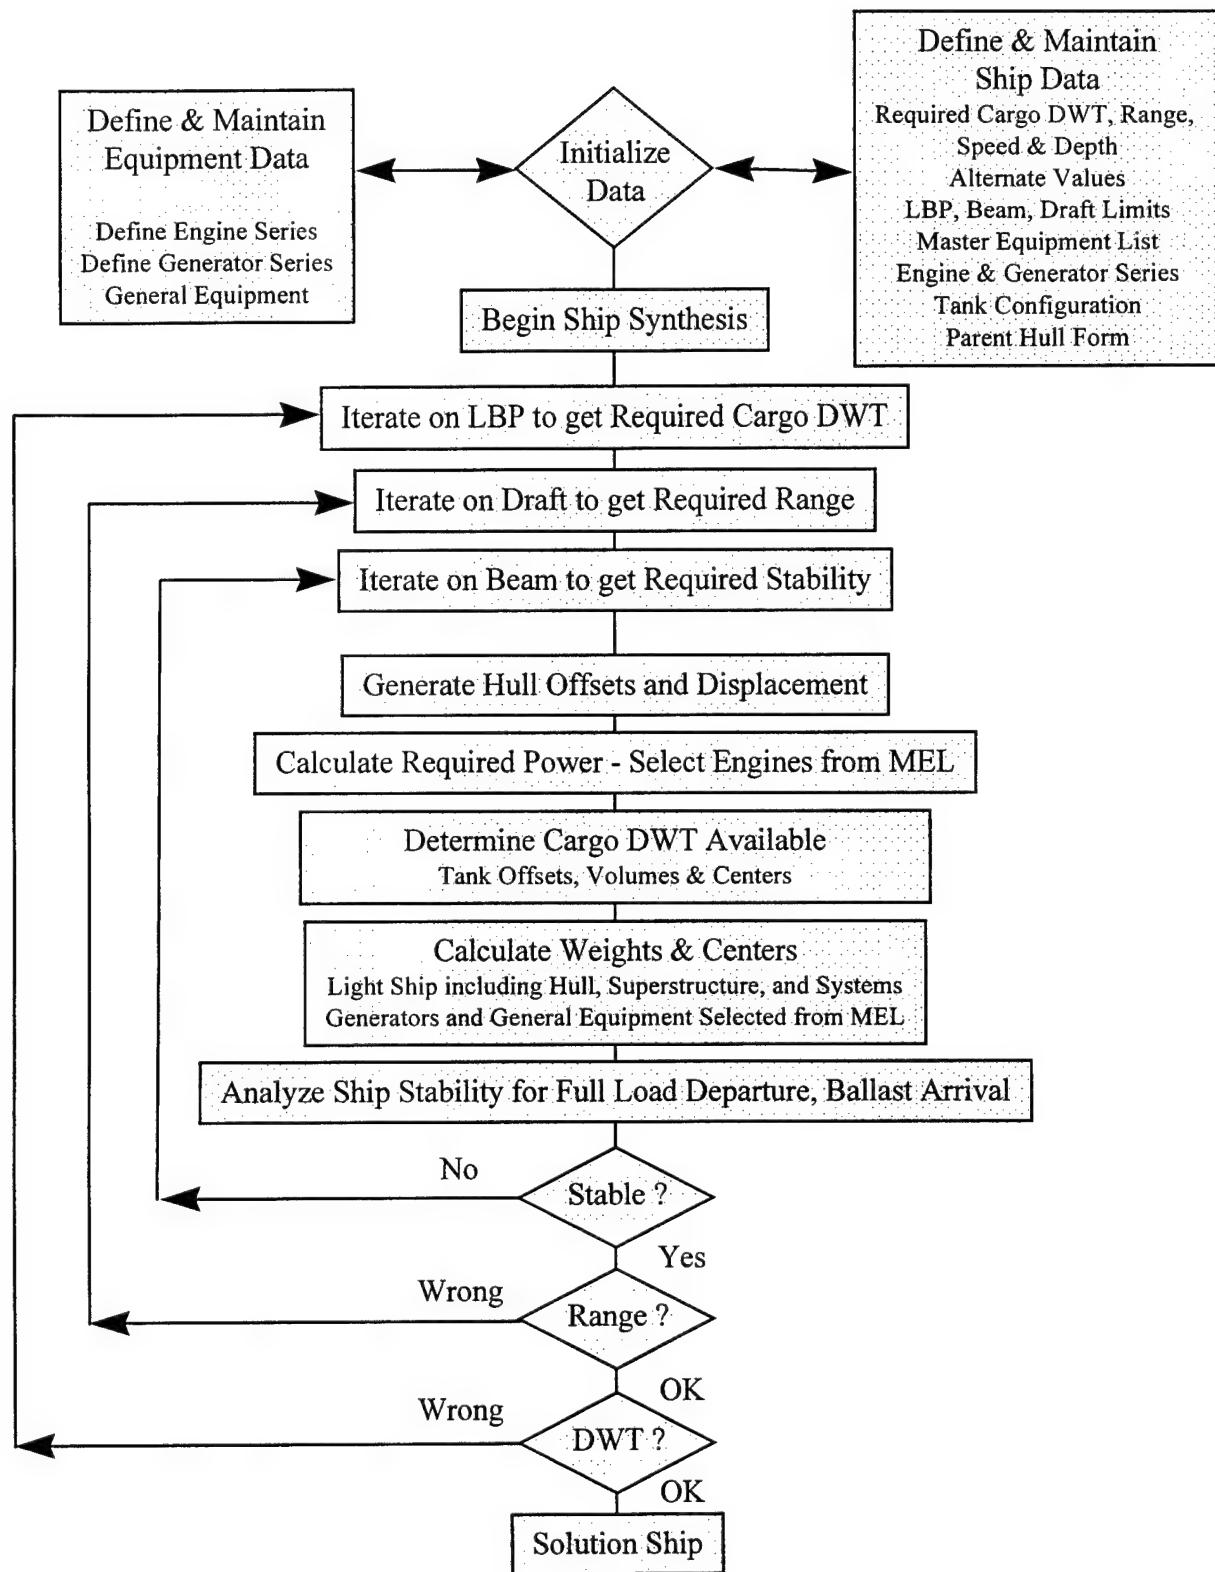 Define & Maintain
Equipment Data
Define Engine Series
Define Generator Series
General Equipment
Initialize
Data
Define & Maintain
Ship Data
Required Cargo DWT, Range,
Speed & Depth
Alternate Values
LBP, Beam, Draft Limits
Master Equipment List
Engine & Generator Series
Tank Configuration
Parent Hull Form
Begin Ship Synthesis
Iterate on LBP to get Required Cargo DWT
Iterate on Draft to get Required Range
Iterate on Beam to get Required Stability
Generate Hull Offsets and Displacement
Calculate Required Power - Select Engines from MEL
Determine Cargo DWT Available
Tank Offsets, Volumes & Centers
Calculate Weights & Centers
Light Ship including Hull, Superstructure, and Systems
Generators and General Equipment Selected from MEL
Analyze Ship Stability for Full Load Departure, Ballast Arrival
No
Stable ?
Yes
Wrong
Range ?
OK
Wrong
DWT ?
OK
Solution Ship